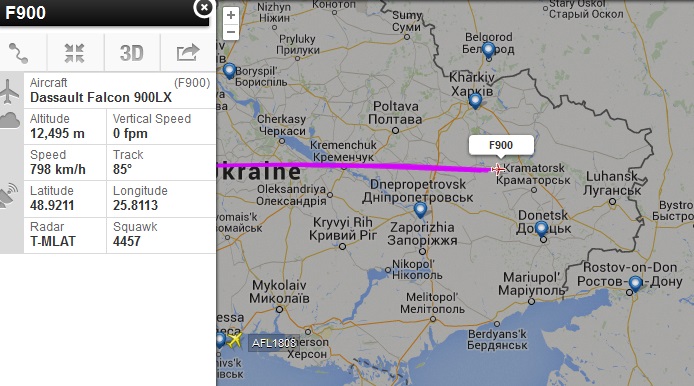 F900
3D
Aircraft (F900)
Dassault Falcon 900LX
Altitude Vertical Speed
12,495 m 0 fpm
Speed Track
798 km/h 85°
Latitude Longitude
48.9211 25.8113
Radar Squawk
T-MLAT 4457
+
−
Nizhyn
Ніжин
Konotop
Конотоп
Sumy
Суми
Stary Oskol
Старый Оскол
Pryluky
Прилуки
Belgorod
Белгород
Boryspil'
Бориспіль
Kharkiv
Харків
Poltava
Полтава
Cherkasy
Черкаси
F900
Kremenchuk
Кременчук
Kramatorsk
Краматорськ
kraine
Luhansk
Луганськ
Oleksandriya
Олександрія
Dnepropetrovsk
Дніпропетровськ
Donetsk
Донецьк
Kryvyi Rih
Кривий Ріг
Zaporizhia
Запоріжжя
Nikopol'
Нікополь
Rostov-on-Don
Ростов-на-Дону
Mykolaiv
Миколаїв
Mariupol'
Маріуполь
Melitopol'
Мелітополь
Berdyans'k
Бердянськ
AFL1808
Херсон